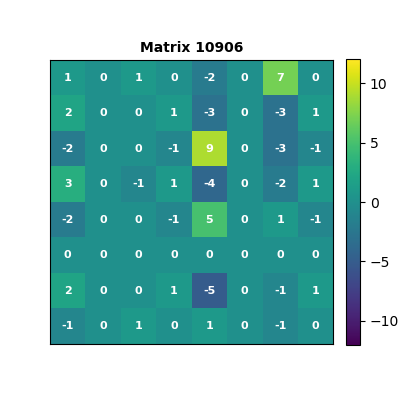 Matrix 10906
1 0 1 0 -2 0 7 0
2 0 0 1 -3 0 -3 1
-2 0 0 -1 9 0 -3 -1
3 0 -1 1 -4 0 -2 1
-2 0 0 -1 5 0 1 -1
0 0 0 0 0 0 0 0
2 0 0 1 -5 0 -1 1
-1 0 1 0 1 0 -1 0
10
5
0
−5
−10